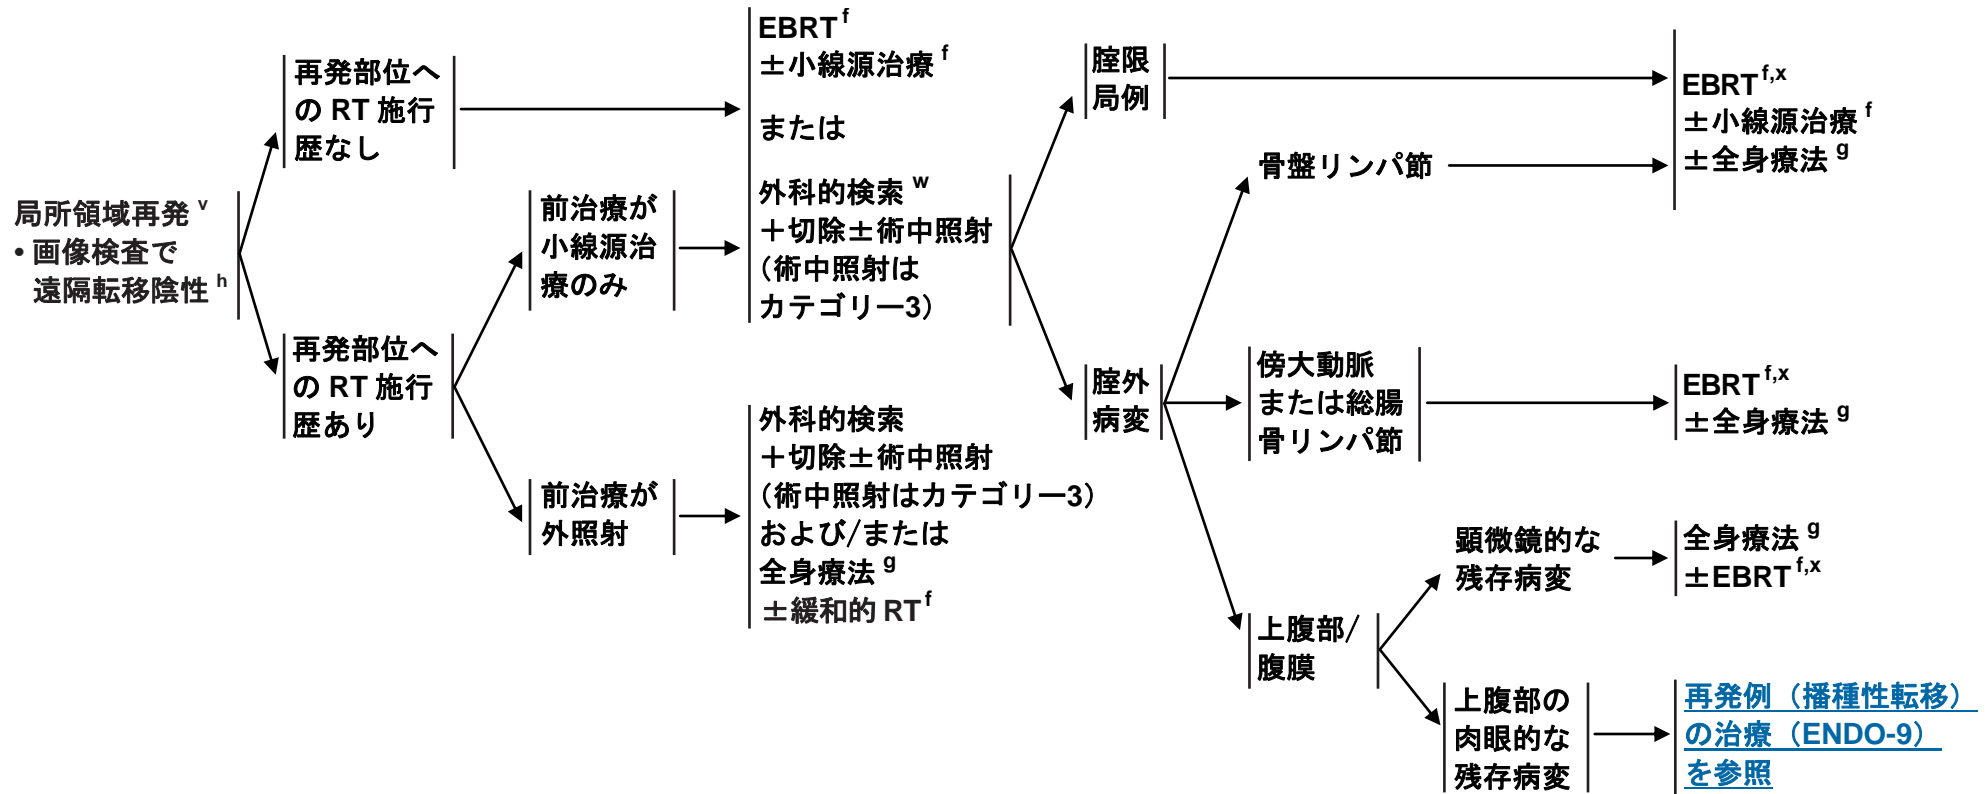 局所領域再発 v
• 画像検査で
遠隔転移陰性 h
再発部位へ
の RT 施行
歴なし
再発部位へ
の RT 施行
歴あり
前治療が
小線源治
療のみ
前治療が
外照射
EBRT f
±小線源治療 f
または
外科的検索 w
＋切除±術中照射
（術中照射は
カテゴリー3）
外科的検索
＋切除±術中照射
（術中照射はカテゴリー3）
および/または
全身療法 g
±緩和的 RT f
腟限
局例
腟外
病変
骨盤リンパ節
傍大動脈
または総腸
骨リンパ節
上腹部/
腹膜
顕微鏡的な
残存病変
上腹部の
肉眼的な
残存病変
EBRT f,x
±小線源治療 f
±全身療法 g
EBRT f,x
±全身療法 g
全身療法 g
±EBRT f,x
再発例（播種性転移）
の治療（ENDO-9）
を参照